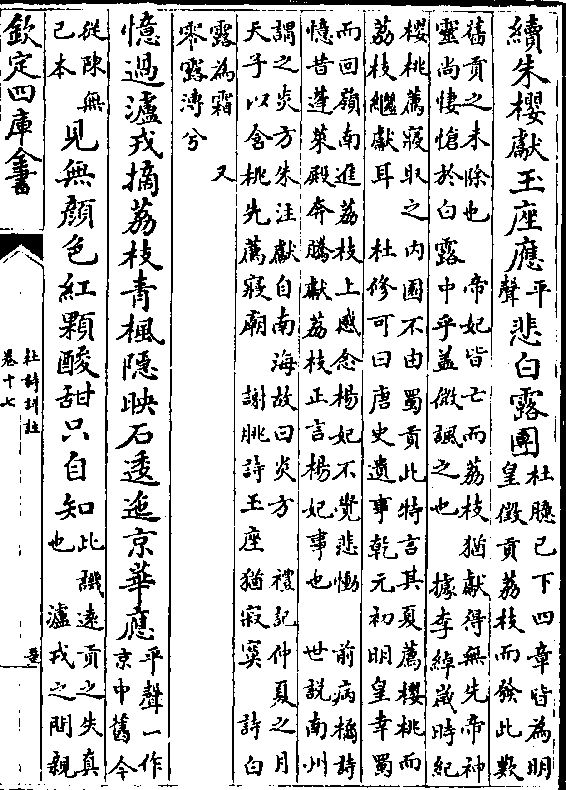 續朱櫻獻玉座應平聲悲白露團杜臆已下四章皆為明皇徵貢荔枝而發此歎
舊貢之未除也　帝妃皆亡而荔枝猶獻得無先帝神
靈尚悽愴於白露中乎蓋微諷之也　據李綽歲時紀
櫻桃薦寢取之內園不由蜀貢此特言其夏薦櫻桃而
荔枝繼獻耳　杜修可曰唐史遺事乾元初明皇幸蜀
而回嶺南進荔枝上感念楊妃不覺悲慟　前病橘詩
憶昔蓬萊殿奔騰獻荔枝正言楊妃事也　世說南州
謂之炎方朱注獻自南海故曰炎方　禮記仲夏之月
天子以含桃先薦寢廟　謝朓詩玉座猶寂寞　詩白
露為霜
零露漙兮
又
憶過瀘戎摘荔枝青楓隱映石逶迤京華應平聲一作京中舊今
從陳無己本見無顏色紅顆酸甜只自知此譏遠貢之失真也　瀘戎之間親
欽定四庫全書
杜詩詳註
卷十七